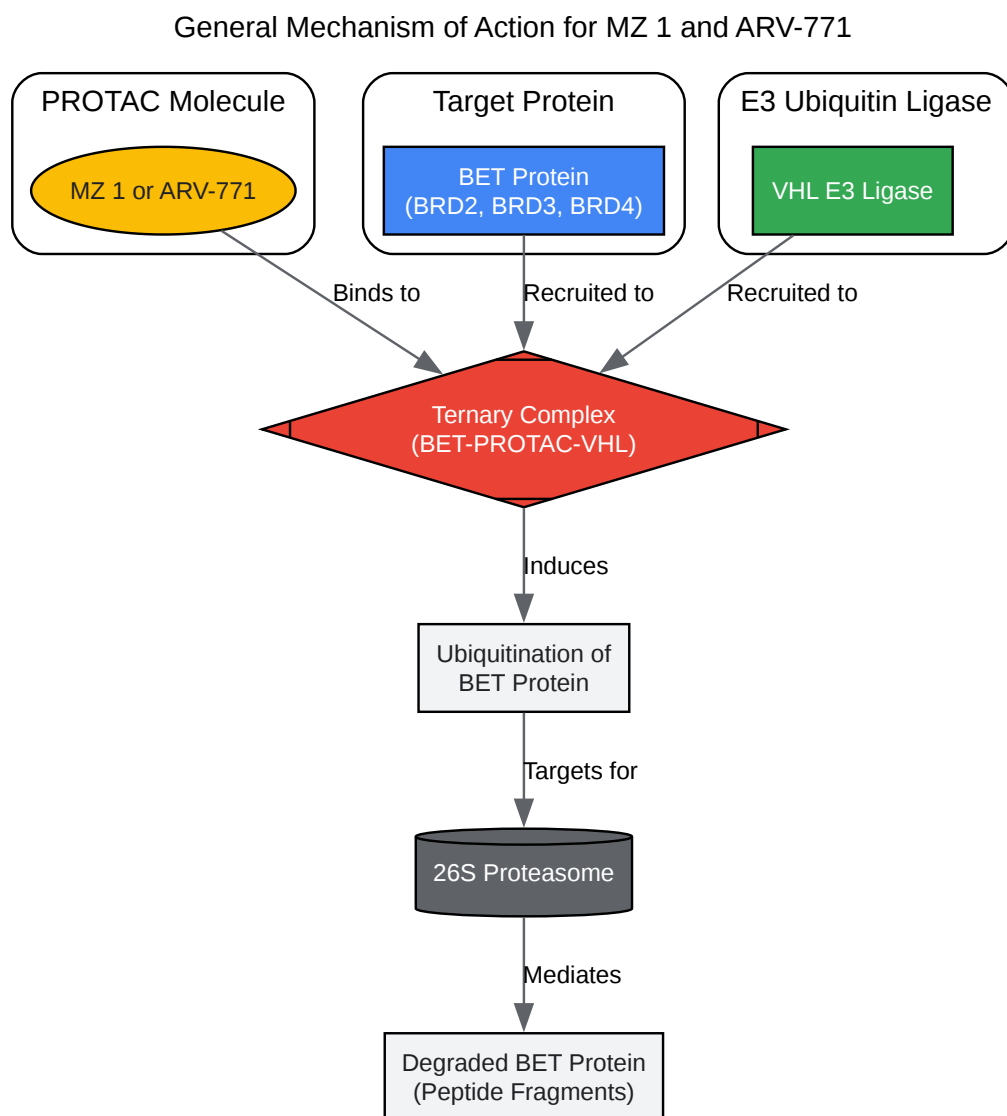 General Mechanism of Action for MZ 1 and ARV-771
PROTAC Molecule
Target Protein
E3 Ubiquitin Ligase
MZ 1 or ARV-771
BET Protein
(BRD2, BRD3, BRD4)
VHL E3 Ligase
Binds to
Recruited to
Recruited to
Ternary Complex
(BET-PROTAC-VHL)
Induces
Ubiquitination of
BET Protein
Targets for
26S Proteasome
Mediates
Degraded BET Protein
(Peptide Fragments)